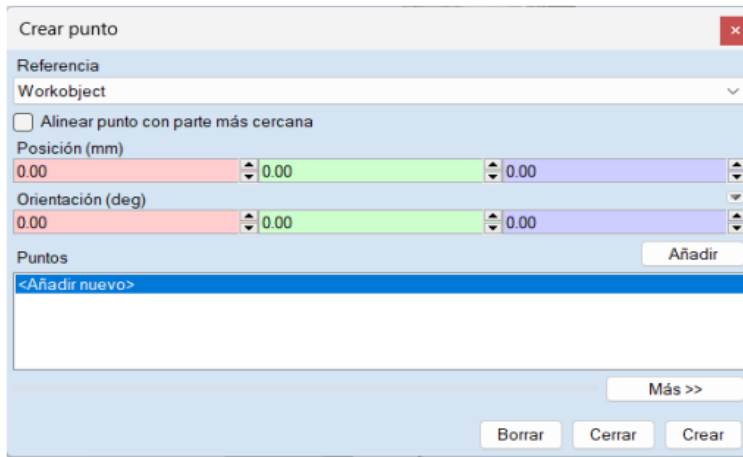 Crear punto
Referencia
Workobject
Alinear punto con parte más cercana
Posición (mm)
0.00 0.00 0.00
Orientación (deg)
0.00 0.00 0.00
Puntos Añadir
<Añadir nuevo>
Más >>
Borrar Cerrar Crear